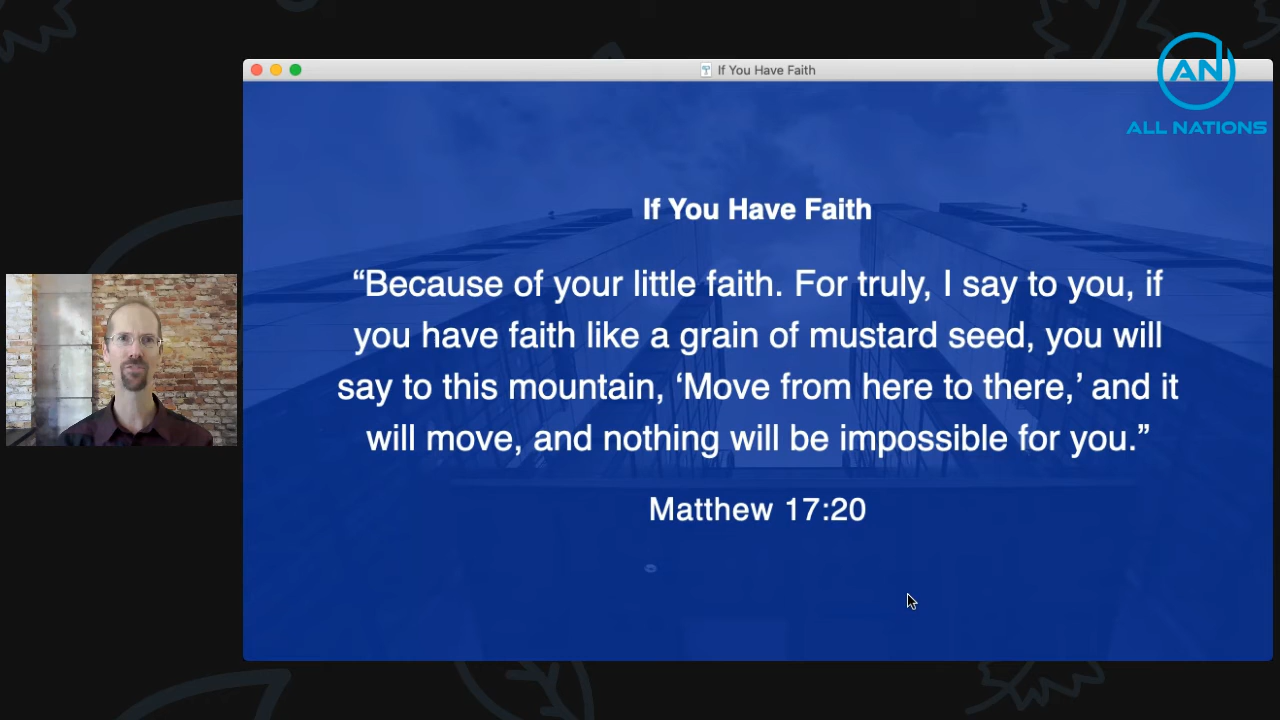 If You Have Faith
AN
ALL NATIONS
If You Have Faith
“Because of your little faith. For truly, I say to you, if
you have faith like a grain of mustard seed, you will
say to this mountain, ‘Move from here to there,’ and it
will move, and nothing will be impossible for you.”
Matthew 17:20